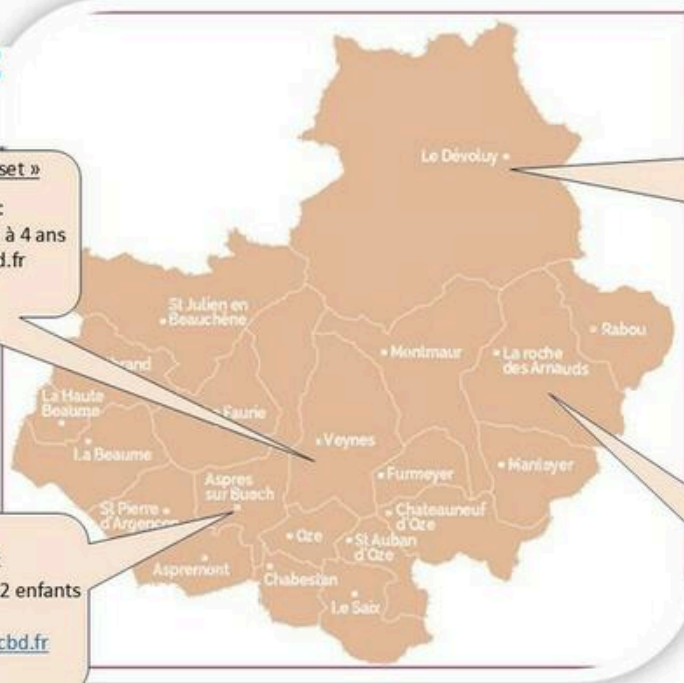 set »
:
à 4 ans
d.fr
Le Dévoluy
St Julien en
Beauchêne
Rabou
Montmaur
La roche
des Arnauds
brand
La Haute
Beaume
Faurie
Veynes
La Beaume
Furmeyer
Manteyer
Aspres
sur Buëch
St Pierre
d'Argençon
Chateauneuf
d'Oze
Oze
St Auban
d'Oze
Aspremont
Chabestan
Le Saix
2 enfants
cbd.fr